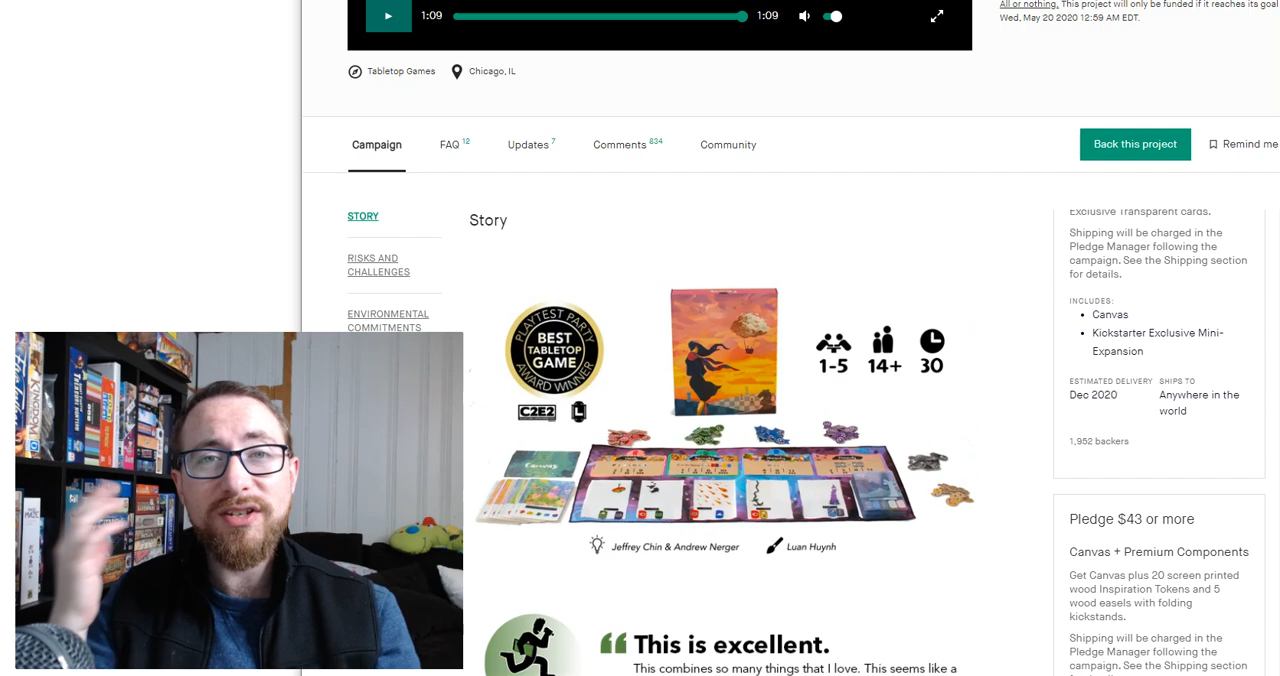 All or nothing. This project will only be funded if it reaches its goal
Wed, May 20 2020 12:59 AM EDT.
1:09
1:09
Tabletop Games
Chicago, IL
Campaign
FAQ 12
Updates 7
Comments 834
Community
Back this project
Remind me
STORY
RISKS AND
CHALLENGES
ENVIRONMENTAL
COMMITMENTS
Story
PLAYTEST PARTY
BEST
TABLETOP
GAME
AWARD WINNER
C2E2
1-5
14+
30
Canvas
Jeffrey Chin & Andrew Nerger
Luan Huynh
This is excellent.
This combines so many things that I love. This seems like a
Exclusive Transparent cards.
Shipping will be charged in the
Pledge Manager following the
campaign. See the Shipping section
for details.
INCLUDES:
Canvas
Kickstarter Exclusive Mini-
Expansion
ESTIMATED DELIVERY
Dec 2020
SHIPS TO
Anywhere in the
world
1,952 backers
Pledge $43 or more
Canvas + Premium Components
Get Canvas plus 20 screen printed
wood Inspiration Tokens and 5
wood easels with folding
kickstands.
Shipping will be charged in the
Pledge Manager following the
campaign. See the Shipping section
KINGDOM